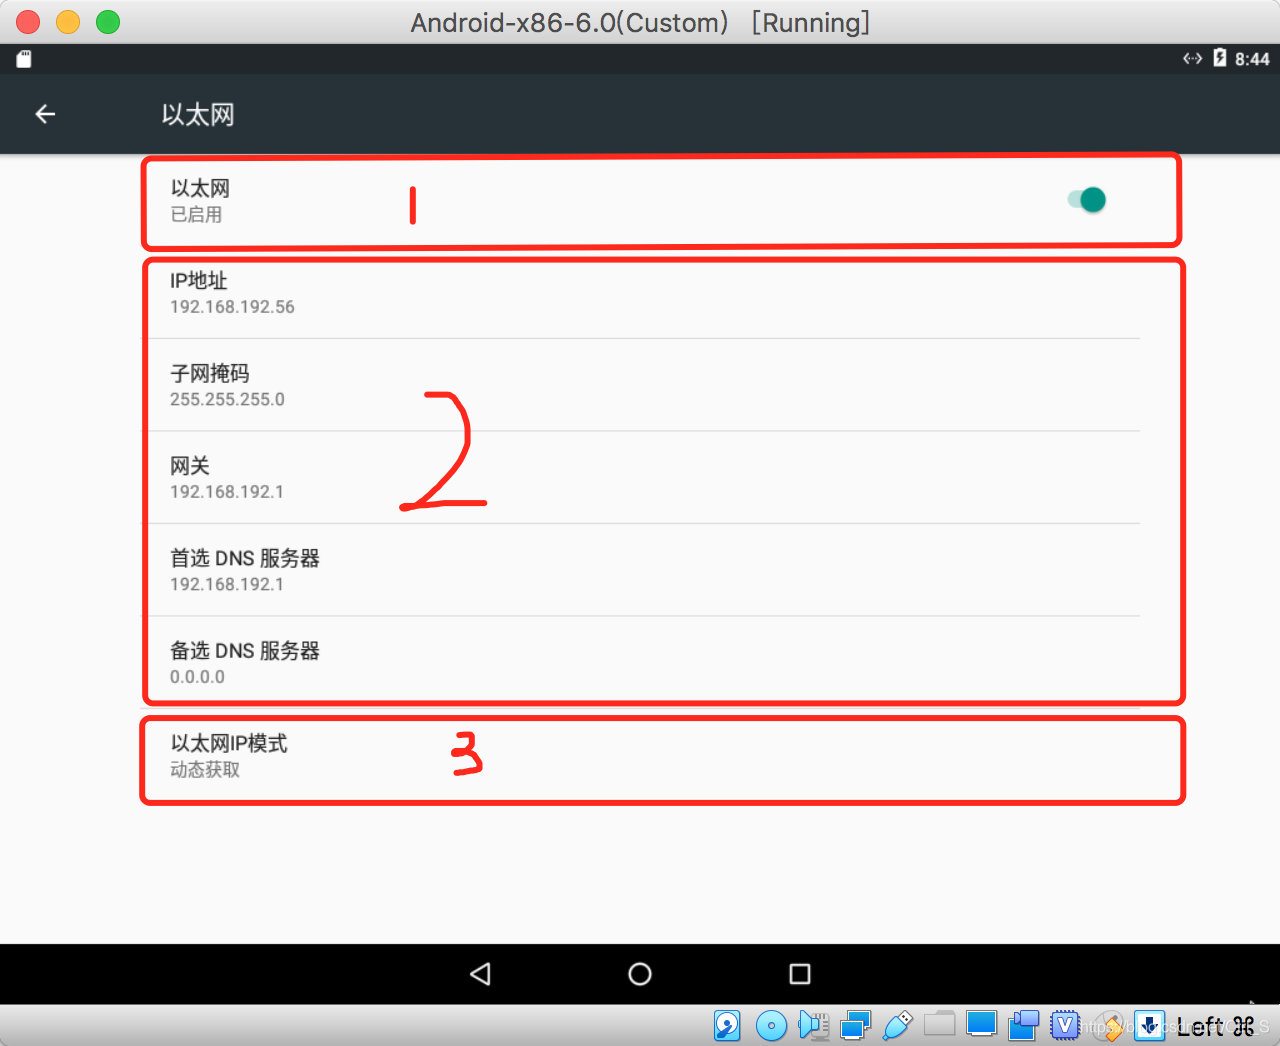 Android-x86-6.0(Custom) [Running]
8:44
以太网
以太网
已启用
1
IP地址
192.168.192.56
子网掩码
255.255.255.0
2
网关
192.168.192.1
首选 DNS 服务器
192.168.192.1
备选 DNS 服务器
0.0.0.0
以太网IP模式
动态获取
3
V
Left ⌘